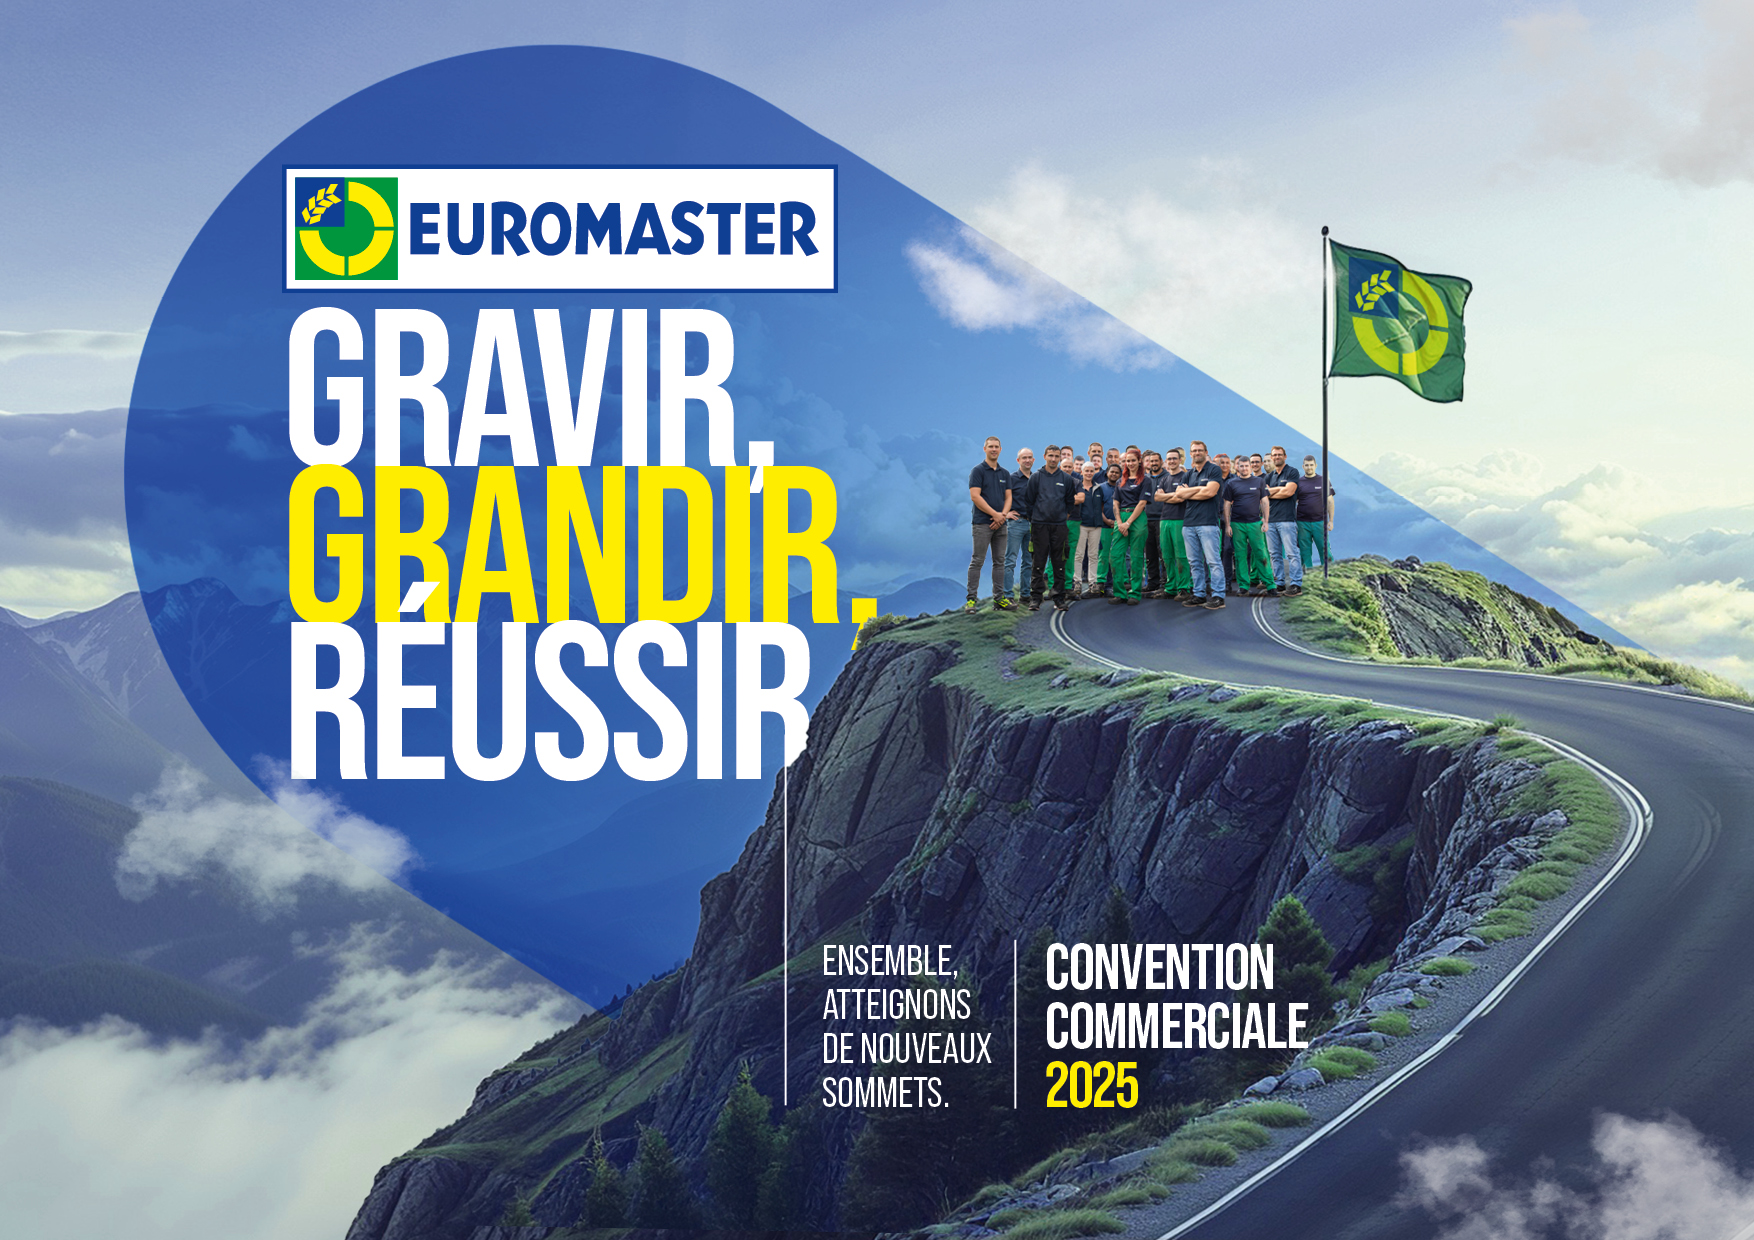 EUROMASTER
GRAVIR,
GRANDIR,
RÉUSSIR
ENSEMBLE,
ATTEIGNONS
DE NOUVEAUX
SOMMETS.
CONVENTION
COMMERCIALE
2025